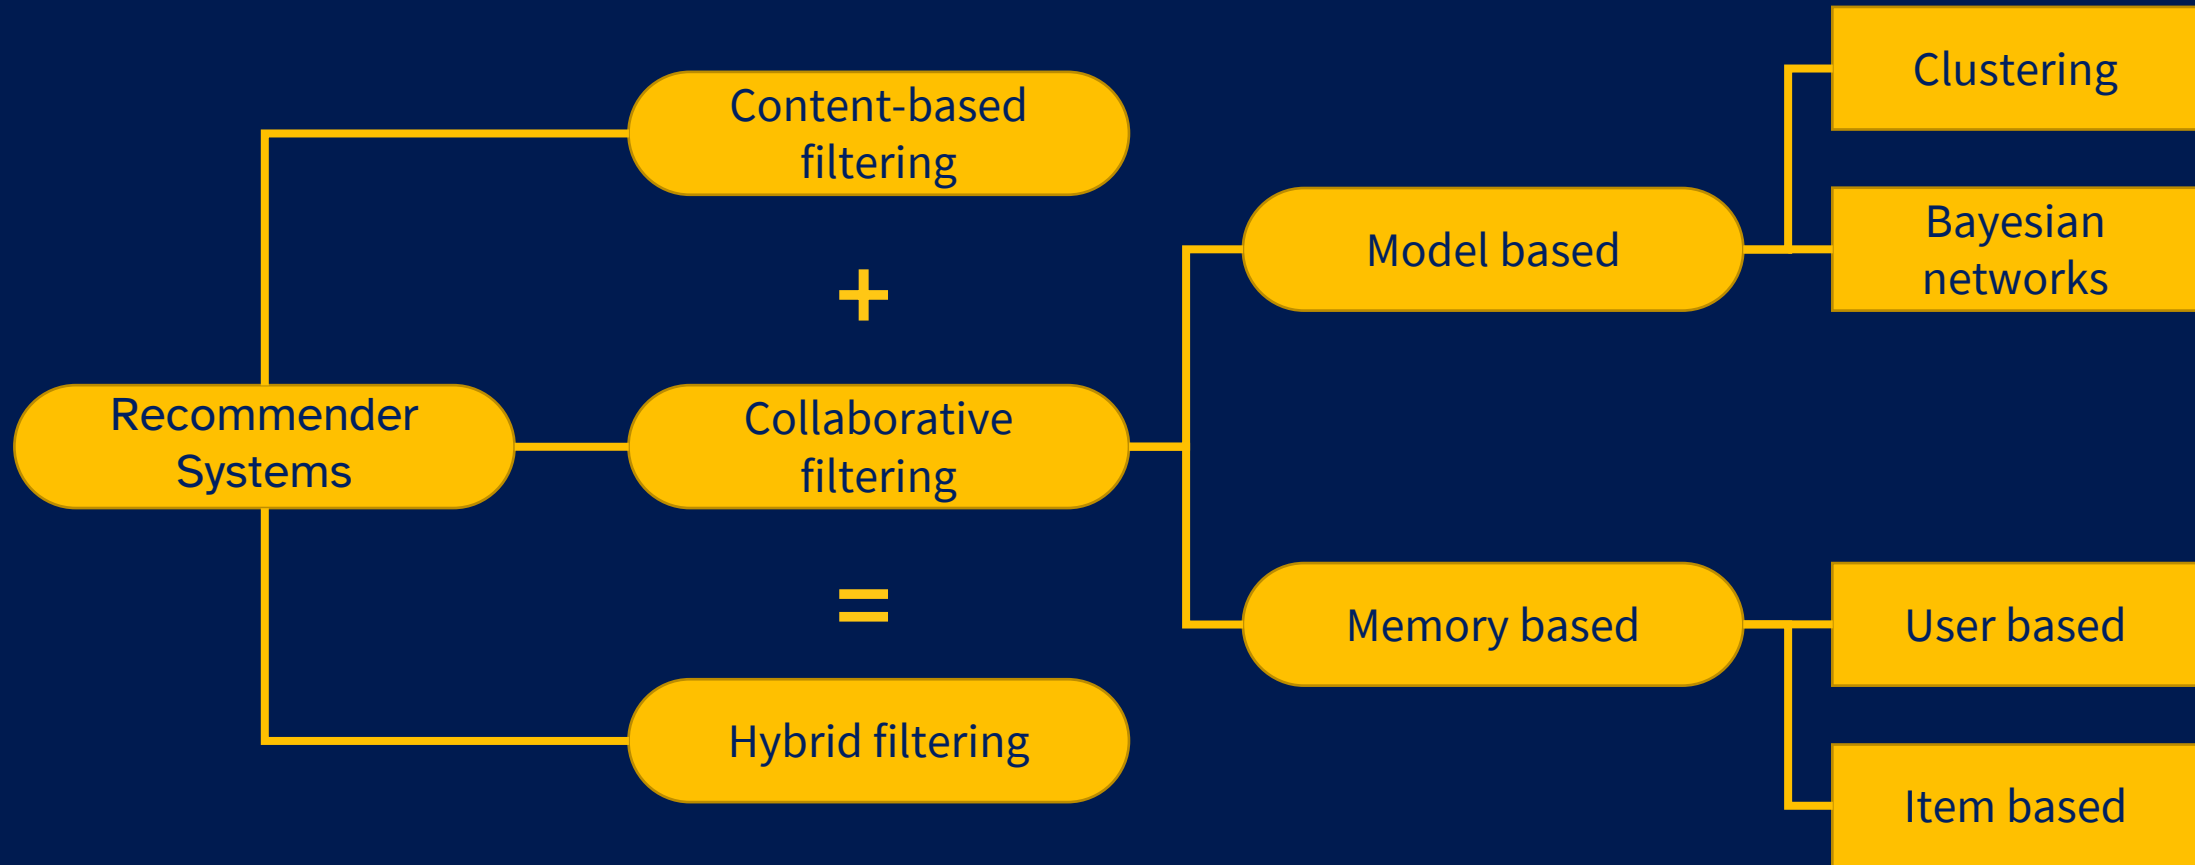 Recommender
Systems
Content-based
filtering
+
Collaborative
filtering
=
Hybrid filtering
Model based
Memory based
Clustering
Bayesian
networks
User based
Item based